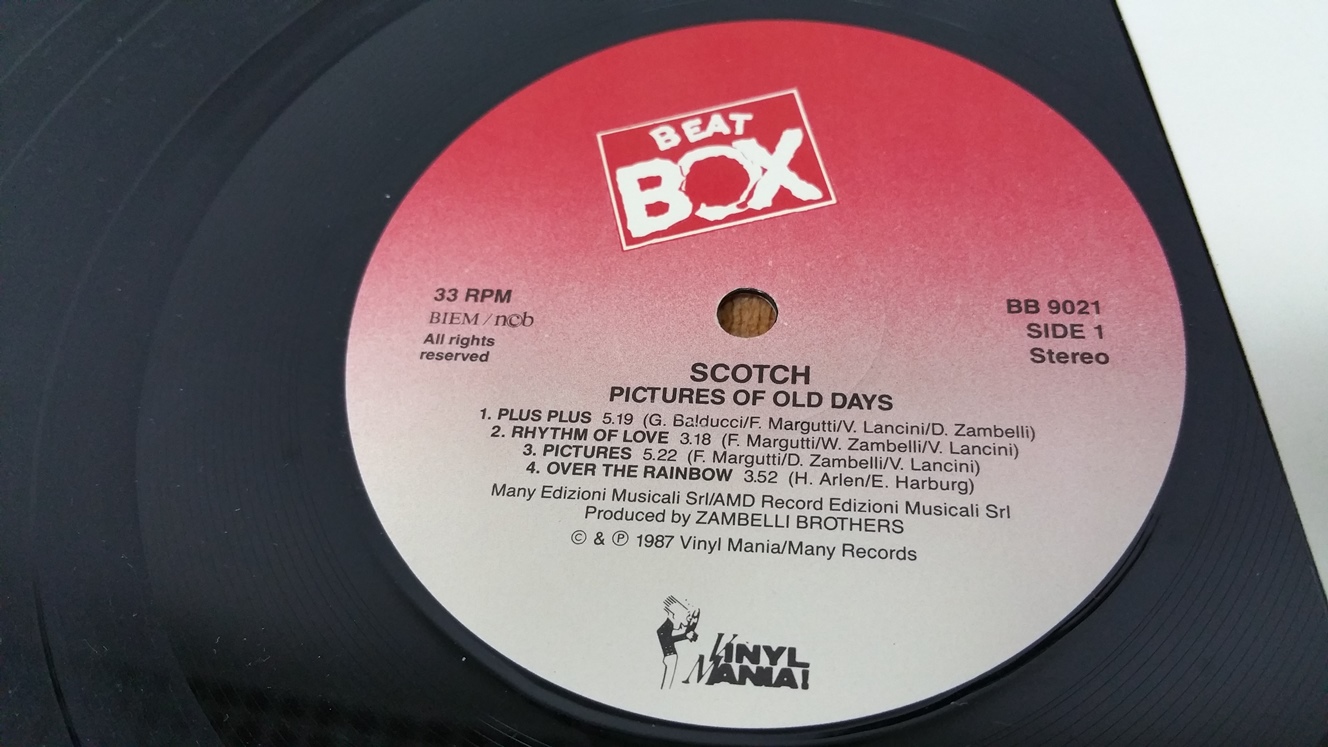 BEAT
BOX
33 RPM
BIEM / n©b
All rights
reserved
BB 9021
SIDE 1
Stereo
SCOTCH
PICTURES OF OLD DAYS
1. PLUS PLUS 5.19 (G. Balducci/F. Margutti/V. Lancini/D. Zambelli)
2. RHYTHM OF LOVE 3.18 (F. Margutti/W. Zambelli/V. Lancini)
3. PICTURES 5.22 (F. Margutti/D. Zambelli/V. Lancini)
4. OVER THE RAINBOW 3.52 (H. Arlen/E. Harburg)
Many Edizioni Musicali Srl/AMD Record Edizioni Musicali Srl
Produced by ZAMBELLI BROTHERS
© & ℗ 1987 Vinyl Mania/Many Records
VINYL
MANIA!